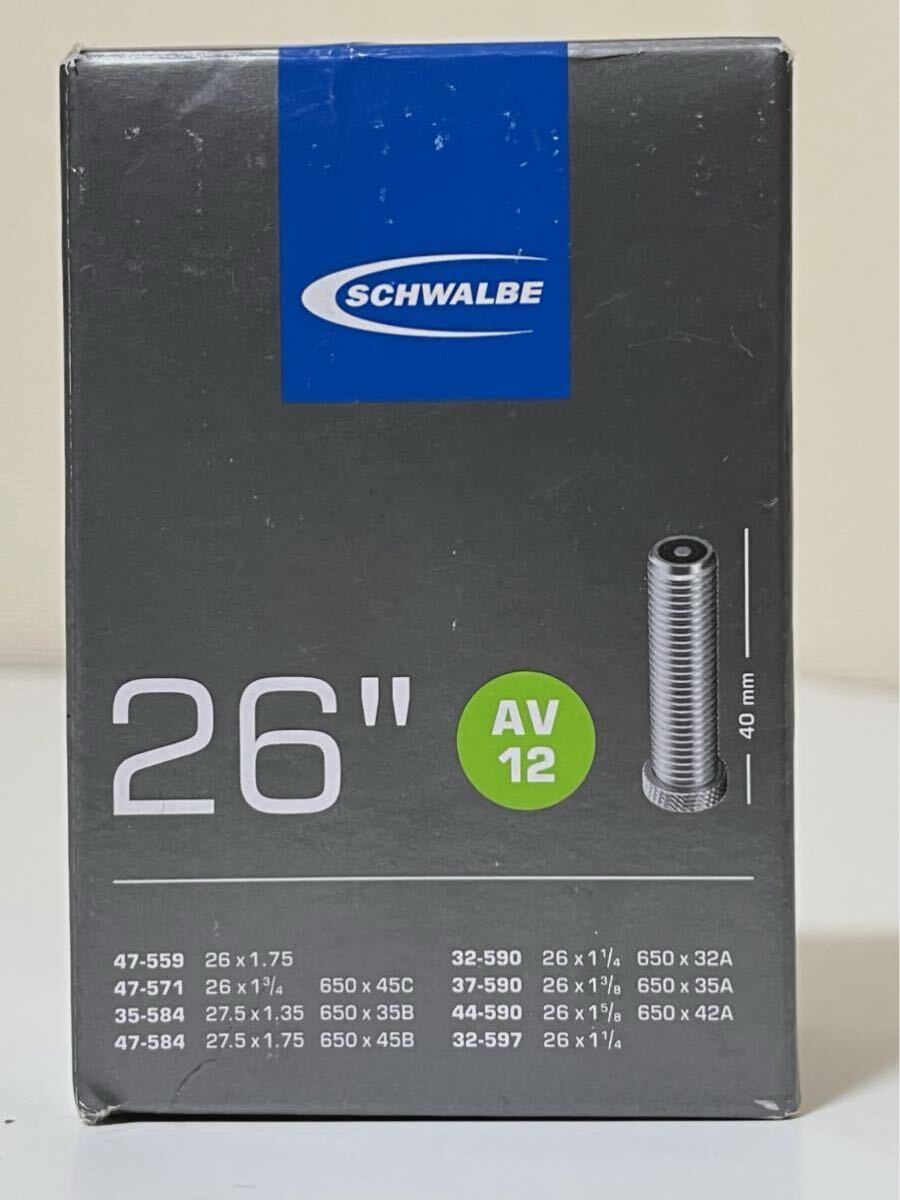 SCHWALBE
26"
AV
12
40 mm
47-559 26 x 1.75
47-571 26 x 1³/₄ 650 x 45C
35-584 27.5 x 1.35 650 x 35B
47-584 27.5 x 1.75 650 x 45B
32-590 26 x 1¹/₄ 650 x 32A
37-590 26 x 1³/₈ 650 x 35A
44-590 26 x 1⁵/₈ 650 x 42A
32-597 26 x 1¹/₄